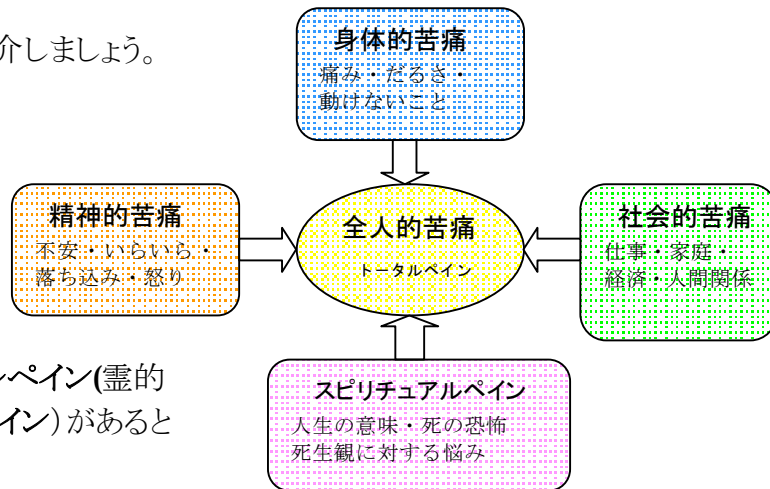 介しましょう。
身体的苦痛
痛み・だるさ・
動けないこと
精神的苦痛
不安・いらいら・
落ち込み・怒り
全人的苦痛
トータルペイン
社会的苦痛
仕事・家庭・
経済・人間関係
ルペイン(霊的
イン)があると
スピリチュアルペイン
人生の意味・死の恐怖
死生観に対する悩み